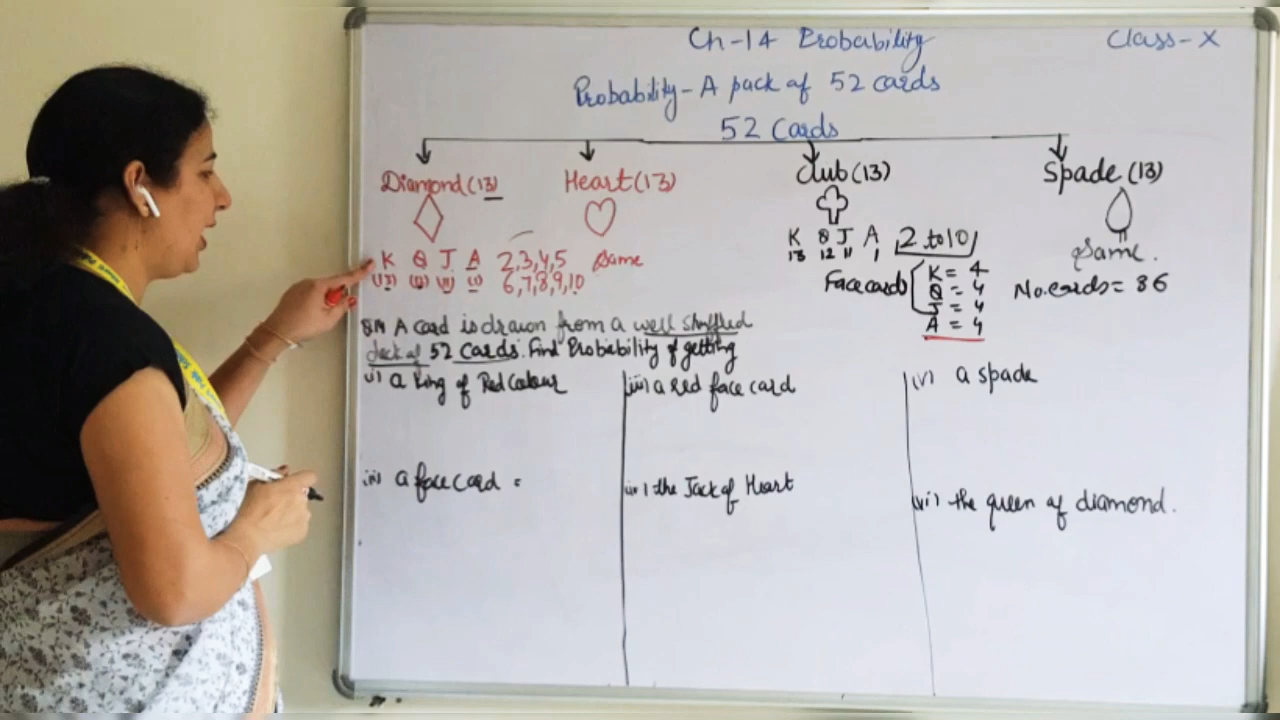 Ch-14 Probability
Class-X
Probability - A pack of 52 cards
52 Cards
Diamond (13)
Heart (13)
Club (13)
Spade (13)
K Q J A 2,3,4,5
(13) (12) (11) (1) 6,7,8,9,10
Same
K Q J A 2 to 10
13 12 11 1
Same.
Face cards
K = 4
Q = 4
J = 4
A = 4
No. cards = 36
A card is drawn from a well shuffled
deck of 52 Cards. Find Probability of getting
(i) a king of Red Colour
(ii) a face card =
(iii) a red face card
(iv) the Jack of Heart
(v) a spade
(vi) the queen of diamond.